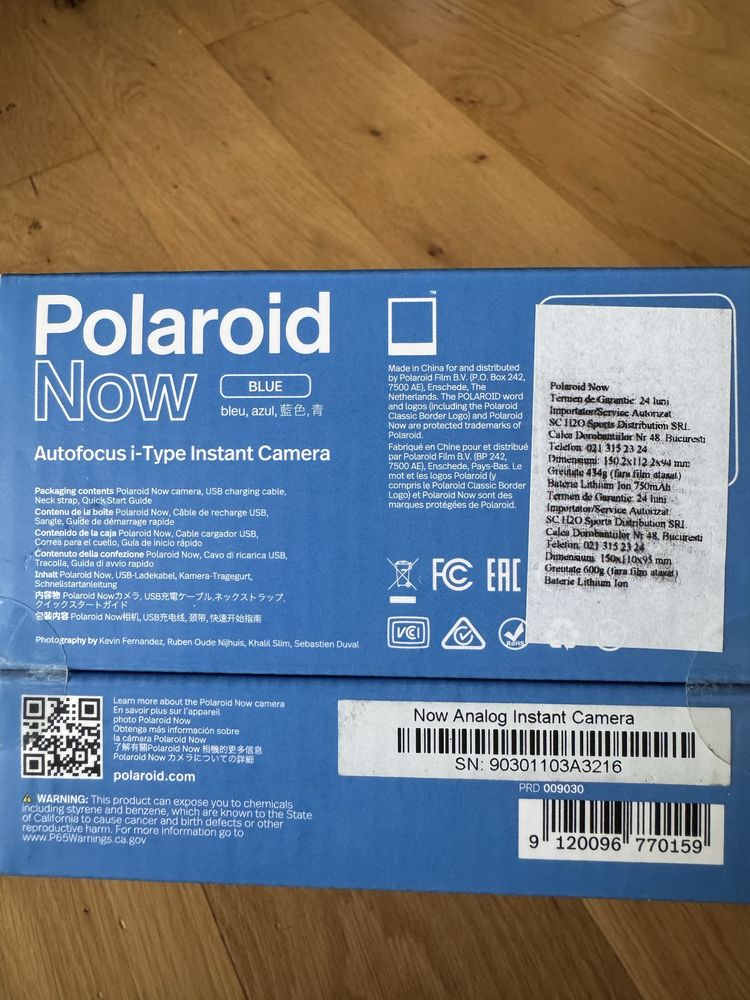 Polaroid
Now
BLUE
bleu, azul, 藍色, 青
Autofocus i-Type Instant Camera
Packaging contents Polaroid Now camera, USB charging cable,
Neck strap, Quick Start Guide
Contenu de la boîte Polaroid Now, Câble de recharge USB,
Sangle, Guide de démarrage rapide
Contenido de la caja Polaroid Now, Cable cargador USB,
Correa para el cuello, Guía de inicio rápido
Contenuto della confezione Polaroid Now, Cavo di ricarica USB,
Tracolla, Guida di avvio rapido
Inhalt Polaroid Now, USB-Ladekabel, Kamera-Tragegurt,
Schnellstartanleitung
内容物 Polaroid Nowカメラ, USB充電ケーブル,ネックストラップ,
クイックスタートガイド
包装内容 Polaroid Now相机, USB充电线, 颈带, 快速开始指南
Photography by Kevin Fernandez, Ruben Oude Nijhuis, Khalil Slim, Sebastien Duval
TM
Made in China for and distributed
by Polaroid Film B.V. (P.O. Box 242,
7500 AE), Enschede, The
Netherlands. The POLAROID word
and logos (including the Polaroid
Classic Border Logo) and Polaroid
Now are protected trademarks of
Polaroid.
Fabriqué en Chine pour et distribué
par Polaroid Film B.V. (BP 242,
7500 AE), Enschede, Pays-Bas. Le
mot et les logos Polaroid (y
compris le Polaroid Classic Border
Logo) et Polaroid Now sont des
marques protégées de Polaroid.
FC EAC
VCI
RoHS
Polaroid Now
Termen de Garantie: 24 luni
Importator/Service Autorizat:
SC H2O Sports Distribution SRL
Calea Dorobantilor Nr 48, Bucuresti
Telefon: 021 315 23 24
Dimensiuni: 150.2x112.2x94 mm
Greutate 434g (fara film atasat)
Baterie Lithium Ion 750mAh
Termen de Garantie: 24 luni
Importator/Service Autorizat:
SC H2O Sports Distribution SRL
Calea Dorobantilor Nr 48, Bucuresti
Telefon: 021 315 23 24
Dimensiuni: 150x110x95 mm
Greutate 600g (fara film atasat)
Baterie Lithium Ion
Learn more about the Polaroid Now camera
En savoir plus sur l'appareil
photo Polaroid Now
Obtenga más información sobre
la cámara Polaroid Now
了解有關Polaroid Now 相機的更多信息
Polaroid Now カメラについての詳細
polaroid.com
WARNING: This product can expose you to chemicals
including styrene and benzene, which are known to the State
of California to cause cancer and birth defects or other
reproductive harm. For more information go to
www.P65Warnings.ca.gov
Now Analog Instant Camera
SN: 90301103A3216
PRD 009030
9 120096 770159